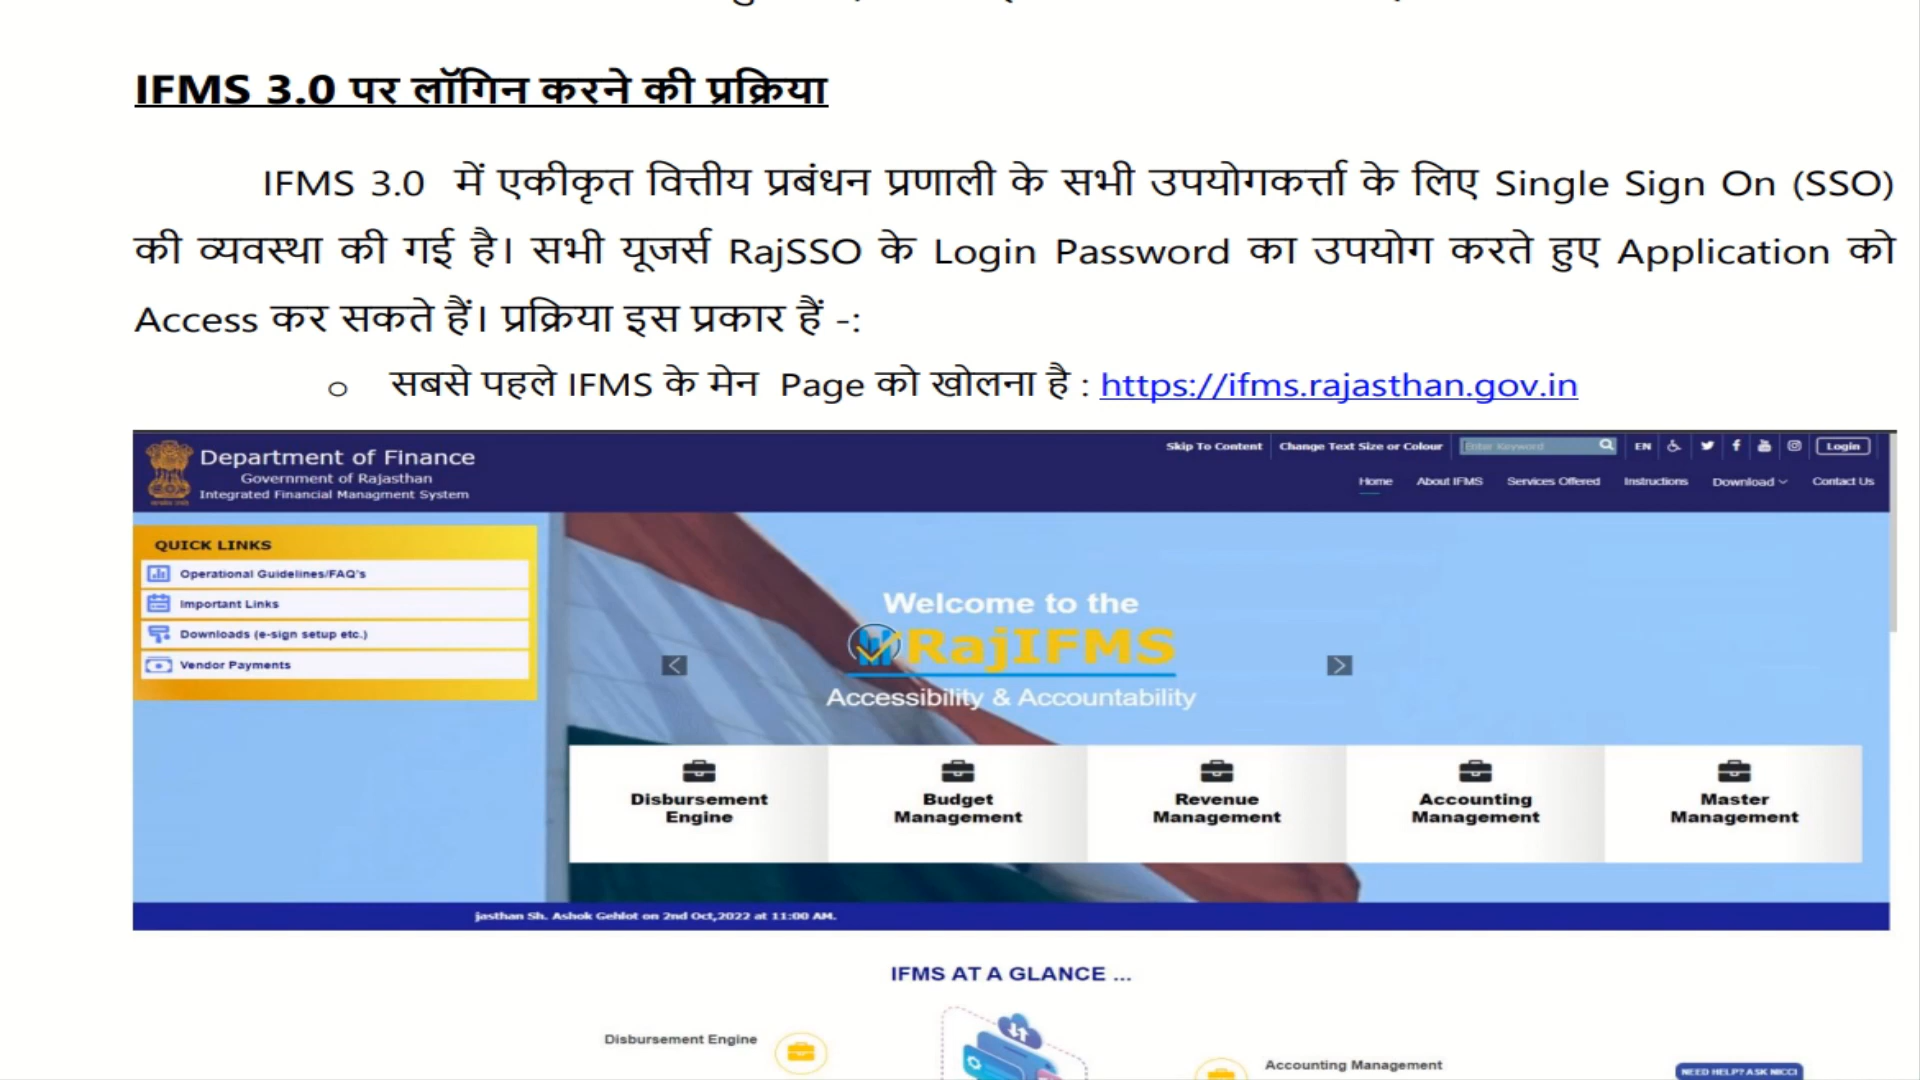 IFMS 3.0 पर लॉगिन करने की प्रक्रिया
IFMS 3.0 में एकीकृत वित्तीय प्रबंधन प्रणाली के सभी उपयोगकर्त्ता के लिए Single Sign On (SSO)
की व्यवस्था की गई है। सभी यूजर्स RajSSO के Login Password का उपयोग करते हुए Application को
Access कर सकते हैं। प्रक्रिया इस प्रकार हैं -:
o सबसे पहले IFMS के मेन Page को खोलना है : https://ifms.rajasthan.gov.in
Skip To Content Change Text Size or Colour Enter Keyword EN Login
Department of Finance
Government of Rajasthan
Integrated Financial Managment System
Home About IFMS Services Offered Instructions Download Contact Us
QUICK LINKS
Operational Guidelines/FAQ's
Important Links
Downloads (e-sign setup etc.)
Vendor Payments
Welcome to the
RajIFMS
Accessibility & Accountability
Disbursement Engine
Budget Management
Revenue Management
Accounting Management
Master Management
jasthan Sh. Ashok Gehlot on 2nd Oct,2022 at 11:00 AM.
IFMS AT A GLANCE ...
Disbursement Engine
Accounting Management
NEED HELP? ASK NICCI